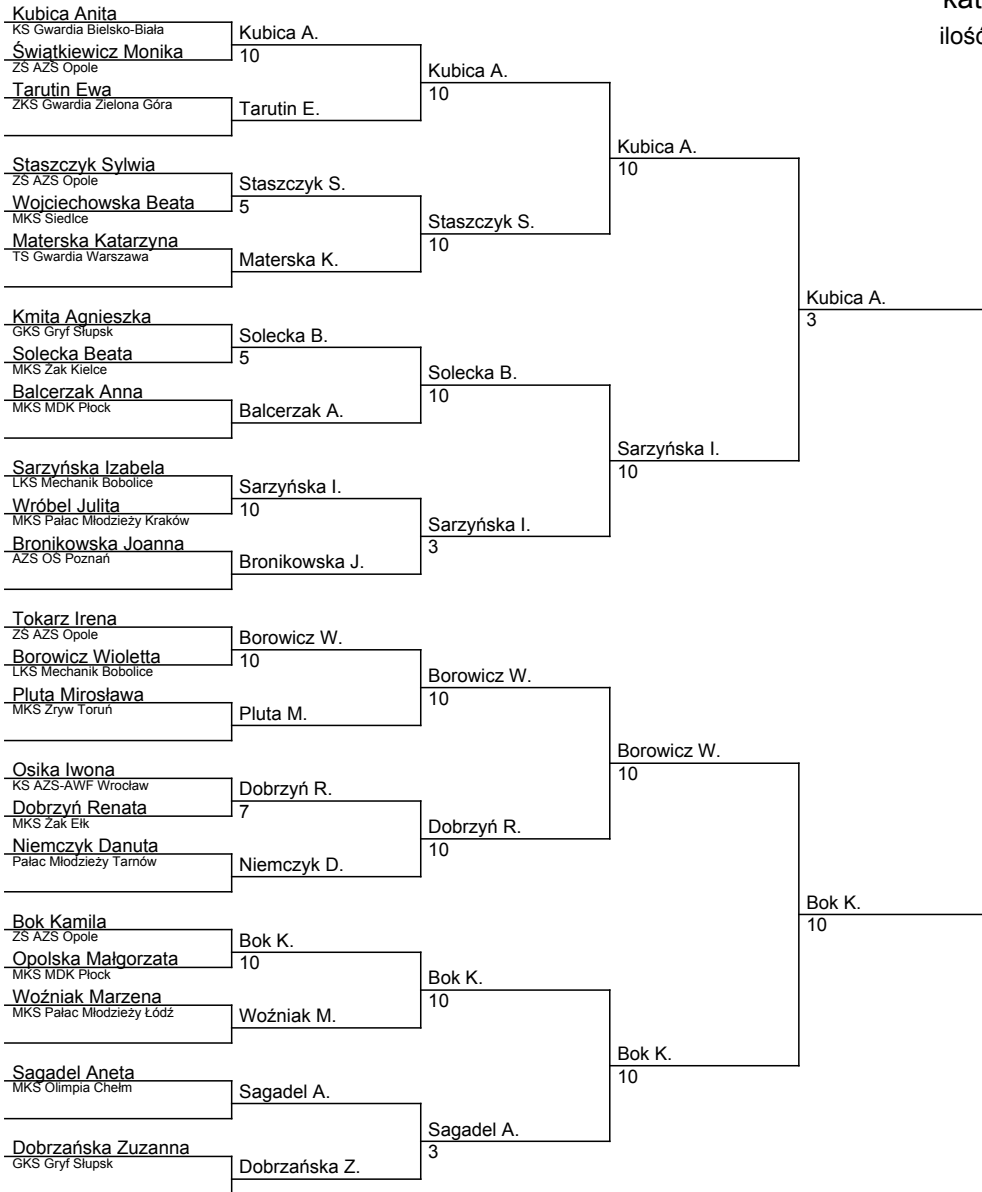 Kubica Anita
KS Gwardia Bielsko-Biała
Świątkiewicz Monika
ZŚ AZS Opole
Tarutin Ewa
ZKS Gwardia Zielona Góra
Staszczyk Sylwia
ZŚ AZS Opole
Wojciechowska Beata
MKS Siedlce
Materska Katarzyna
TS Gwardia Warszawa
Kmita Agnieszka
GKS Gryf Słupsk
Solecka Beata
MKS Żak Kielce
Balcerzak Anna
MKS MDK Płock
Sarzyńska Izabela
LKS Mechanik Bobolice
Wróbel Julita
MKS Pałac Młodzieży Kraków
Bronikowska Joanna
AZS OŚ Poznań
Tokarz Irena
ZŚ AZS Opole
Borowicz Wioletta
LKS Mechanik Bobolice
Pluta Mirosława
MKS Zryw Toruń
Osika Iwona
KS AZS-AWF Wrocław
Dobrzyń Renata
MKS Żak Ełk
Niemczyk Danuta
Pałac Młodzieży Tarnów
Bok Kamila
ZŚ AZS Opole
Opolska Małgorzata
MKS MDK Płock
Woźniak Marzena
MKS Pałac Młodzieży Łódź
Sagadel Aneta
MKS Olimpia Chełm
Dobrzańska Zuzanna
GKS Gryf Słupsk
Kubica A.
10
Tarutin E.
Staszczyk S.
5
Materska K.
Solecka B.
5
Balcerzak A.
Sarzyńska I.
10
Bronikowska J.
Borowicz W.
10
Pluta M.
Dobrzyń R.
7
Niemczyk D.
Bok K.
10
Woźniak M.
Sagadel A.
Dobrzańska Z.
Kubica A.
10
Staszczyk S.
10
Solecka B.
10
Sarzyńska I.
3
Borowicz W.
10
Dobrzyń R.
10
Bok K.
10
Sagadel A.
3
Kubica A.
10
Sarzyńska I.
10
Borowicz W.
10
Bok K.
10
Kubica A.
3
Bok K.
10